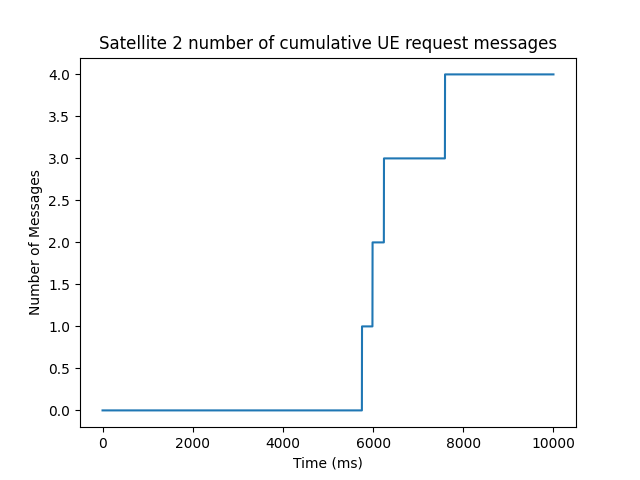 Satellite 2 number of cumulative UE request messages
4.0
3.5
3.0
2.5
2.0
1.5
1.0
0.5
0.0
Number of Messages
0 2000 4000 6000 8000 10000
Time (ms)